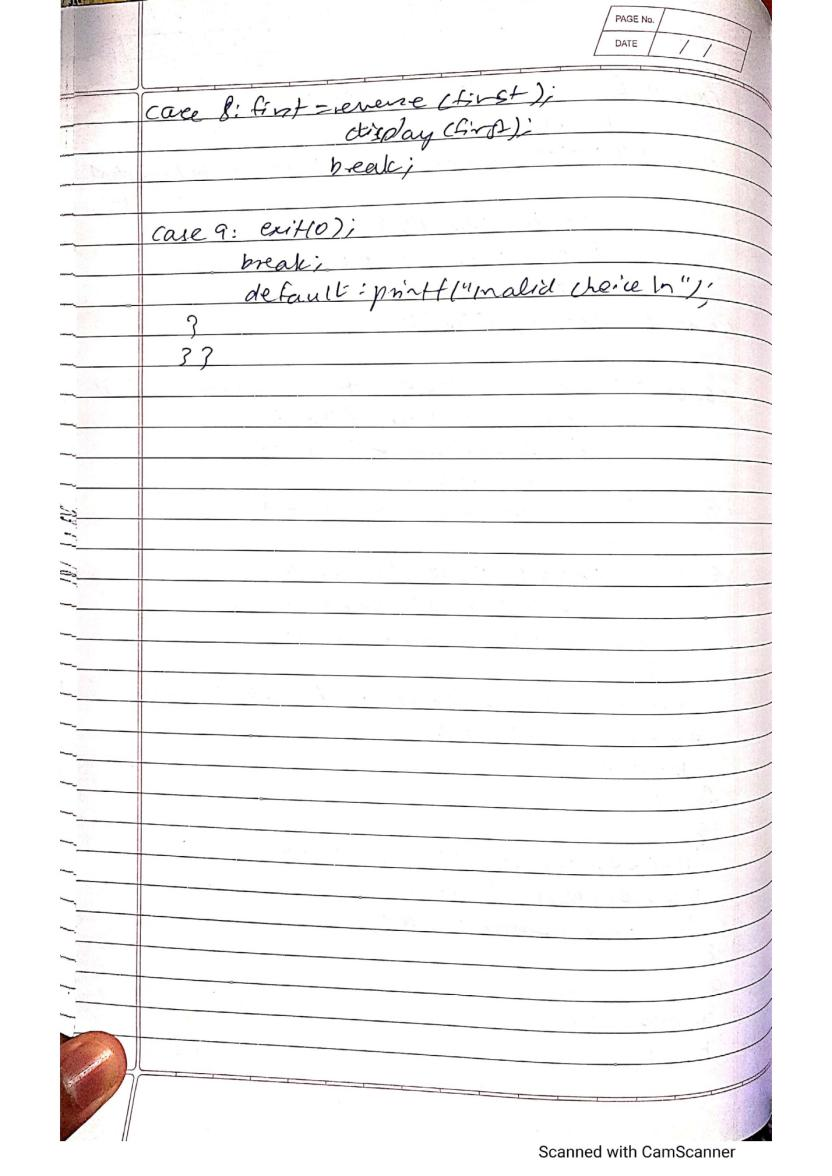 PAGE No.
DATE / /
case 8: first = reverse (first);
display (first);
break;
case 9: exit(0);
break;
default : printf("Invalid choice \n");
}
} }
Scanned with CamScanner